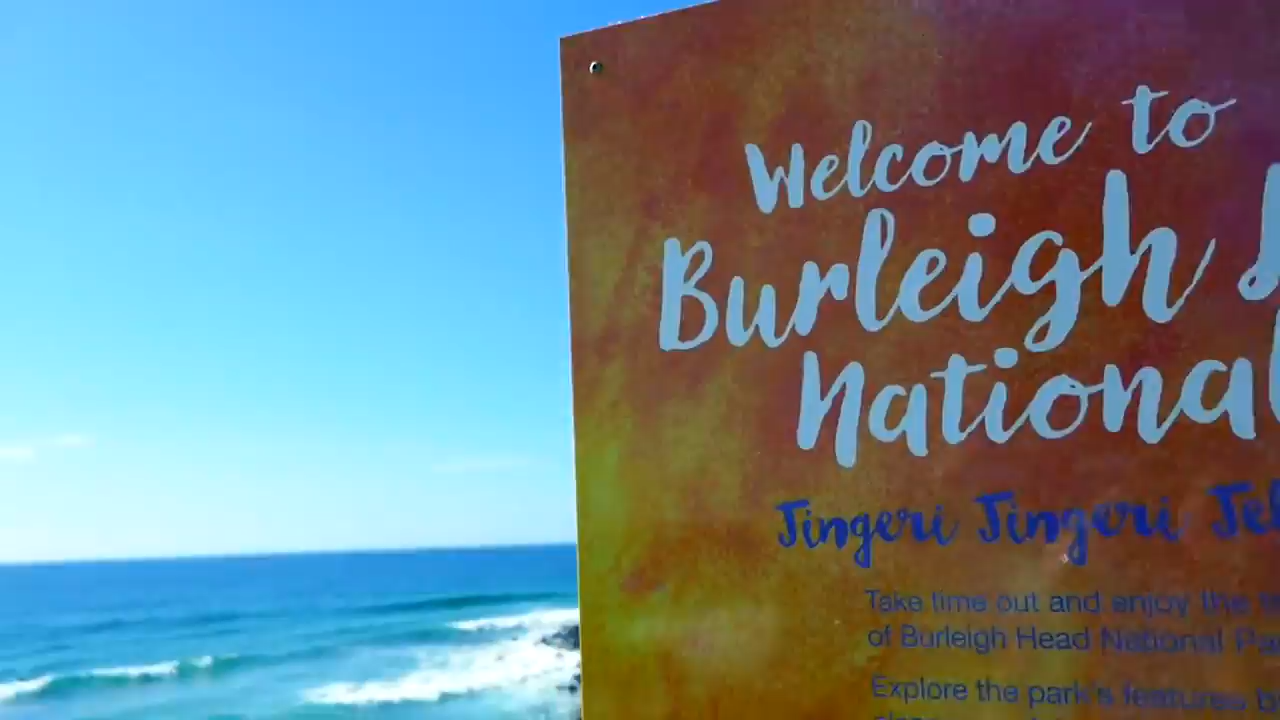 Welcome to
Burleigh
National
Jingeri Jingeri
Take time out and enjoy the
of Burleigh Head National
Explore the park's features